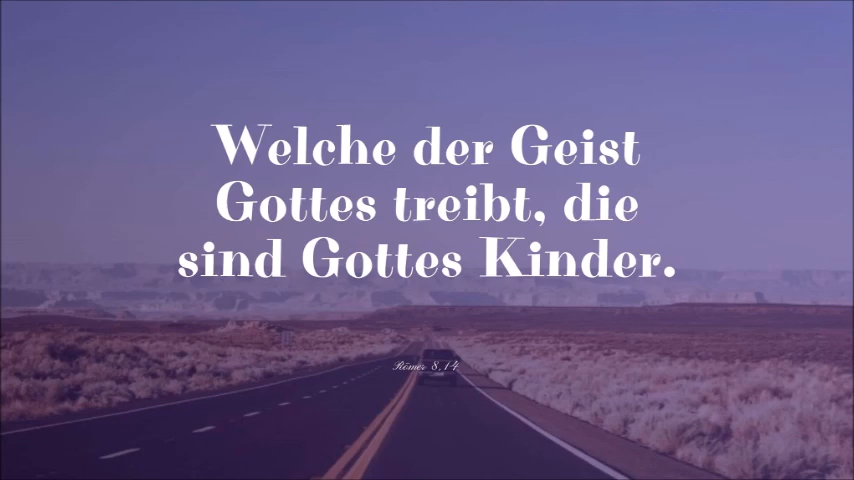 Welche der Geist
Gottes treibt, die
sind Gottes Kinder.
Römer 8,14